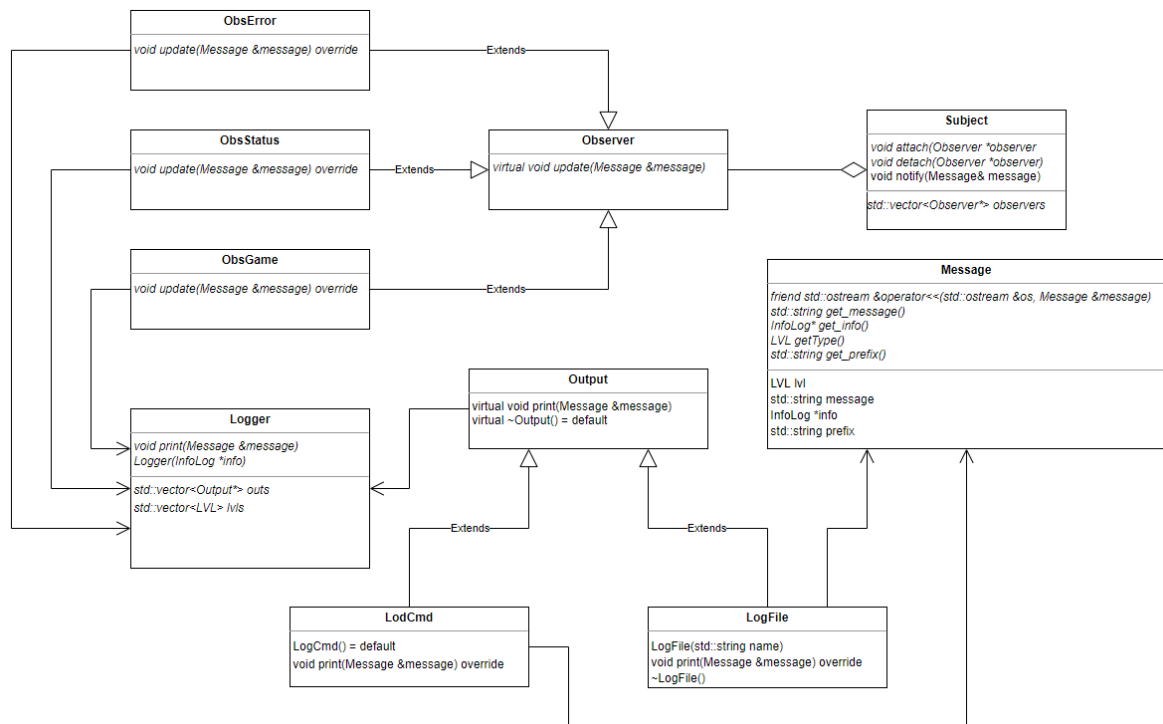 ObsError
void update(Message &message) override
Extends
ObsStatus
void update(Message &message) override
Extends
Observer
virtual void update(Message &message)
Subject
void attach(Observer *observer
void detach(Observer *observer)
void notify(Message& message)
std::vector<Observer*> observers
ObsGame
void update(Message &message) override
Extends
Message
friend std::ostream &operator<<(std::ostream &os, Message &message)
std::string get_message()
InfoLog* get_info()
LVL getType()
std::string get_prefix()
LVL lvl
std::string message
InfoLog *info
std::string prefix
Output
virtual void print(Message &message)
virtual ~Output() = default
Logger
void print(Message &message)
Logger(InfoLog *info)
std::vector<Output*> outs
std::vector<LVL> lvls
Extends
Extends
LodCmd
LogCmd() = default
void print(Message &message) override
LogFile
LogFile(std::string name)
void print(Message &message) override
~LogFile()